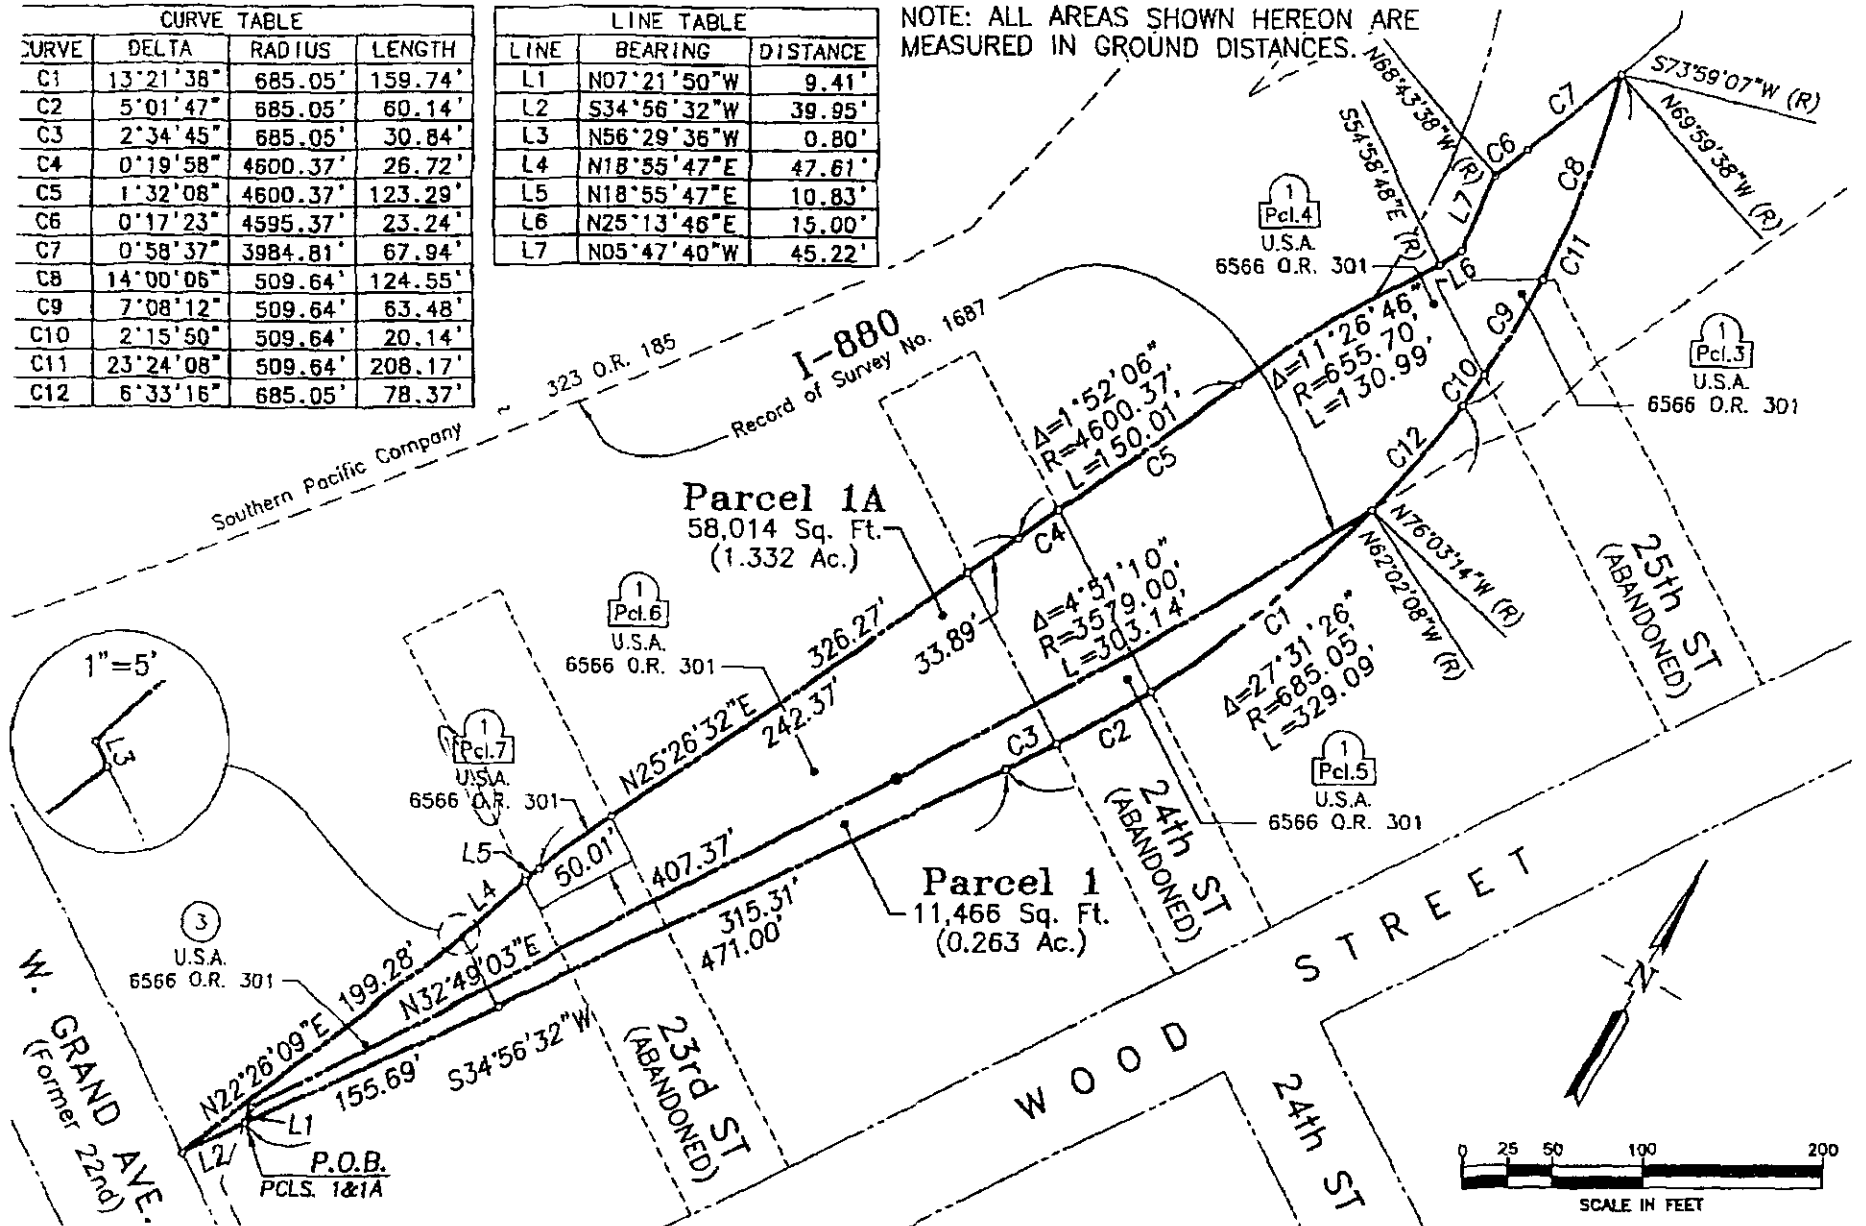 CURVE TABLE
CURVE DELTA RADIUS LENGTH
C1 13°21'38" 685.05' 159.74'
C2 5°01'47" 685.05' 60.14'
C3 2°34'45" 685.05' 30.84'
C4 0°19'58" 4600.37' 26.72'
C5 1°32'08" 4600.37' 123.29'
C6 0°17'23" 4595.37' 23.24'
C7 0°58'37" 3984.81' 67.94'
C8 14°00'06" 509.64' 124.55'
C9 7°08'12" 509.64' 63.48'
C10 2°15'50" 509.64' 20.14'
C11 23°24'08" 509.64' 208.17'
C12 6°33'16" 685.05' 78.37'
LINE TABLE
LINE BEARING DISTANCE
L1 N07°21'50"W 9.41'
L2 S34°56'32"W 39.95'
L3 N56°29'36"W 0.80'
L4 N18°55'47"E 47.61'
L5 N18°55'47"E 10.83'
L6 N25°13'46"E 15.00'
L7 N05°47'40"W 45.22'
NOTE: ALL AREAS SHOWN HEREON ARE
MEASURED IN GROUND DISTANCES.
N68°43'38"W (R)
S54°58'48"E (R)
S73°59'07"W (R)
N69°59'38"W (R)
C7
C6
C8
L7
L6
C11
C9
C10
C12
1
Pcl.4
U.S.A.
6566 O.R. 301
1
Pcl.3
U.S.A.
6566 O.R. 301
Southern Pacific Company
~ 323 O.R. 185
I-880
Record of Survey No. 1687
Δ=11°26'46"
R=655.70'
L=130.99'
Δ=1°52'06"
R=4600.37'
L=150.01'
C5
C4
Parcel 1A
58,014 Sq. Ft.
(1.332 Ac.)
1
Pcl.6
U.S.A.
6566 O.R. 301
326.27'
33.89'
N25°26'32"E
242.37'
Δ=4°51'10"
R=3579.00'
L=303.14'
C1
Δ=27°31'26"
R=685.05'
L=329.09'
N76°03'14"W (R)
N62°02'08"W (R)
25th ST
(ABANDONED)
1"=5'
L3
1
Pcl.7
U.S.A.
6566 O.R. 301
L5
L4
50.01'
407.37'
C3
C2
1
Pcl.5
U.S.A.
6566 O.R. 301
24th ST
(ABANDONED)
315.31'
471.00'
Parcel 1
11,466 Sq. Ft.
(0.263 Ac.)
3
U.S.A.
6566 O.R. 301
199.28'
N32°49'03"E
N22°26'09"E
155.69'
S34°56'32"W
23rd ST
(ABANDONED)
W. GRAND AVE.
(Former 22nd)
L2
L1
P.O.B.
PCLS. 1&1A
WOOD STREET
24th ST
N
0 25 50 100 200
SCALE IN FEET